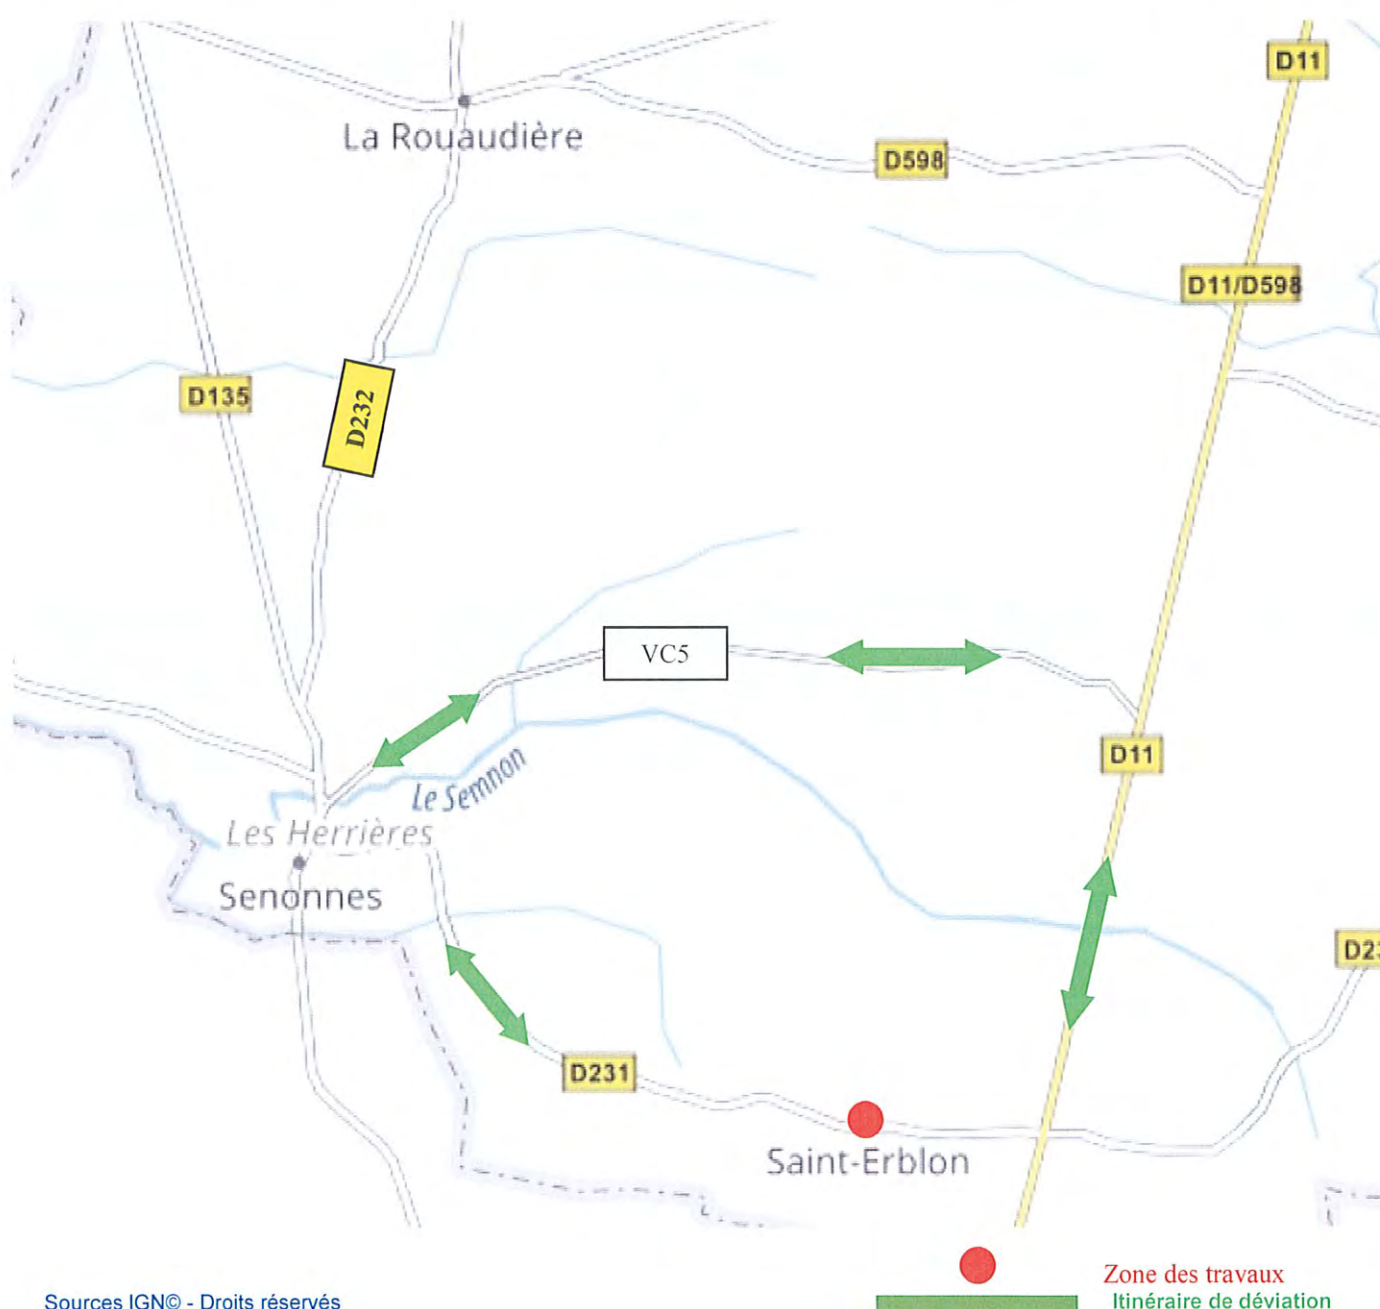 D11
La Rouaudière
D598
D11/D598
D135
D232
VC5
D11
Le Semnon
Les Herrières
Senonnes
D23
D231
Saint-Erblon
Zone des travaux
Sources IGN© - Droits réservés
Itinéraire de déviation